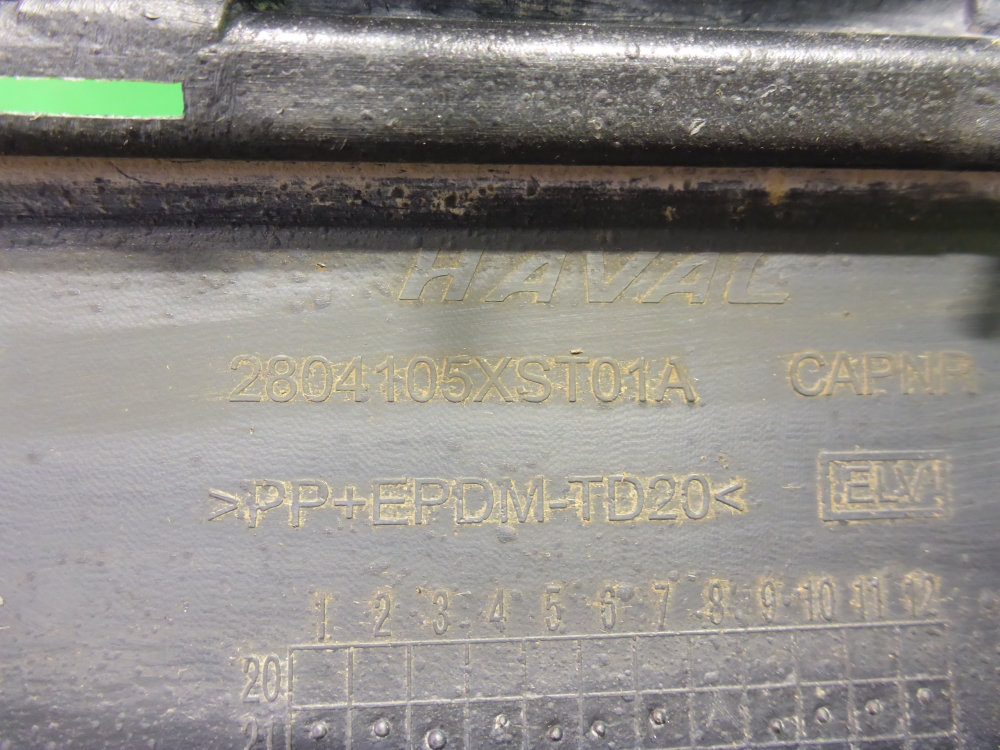 HAVAL
2804105XST01A CAPNR
>PP+EPDM-TD20< ELV
1 2 3 4 5 6 7 8 9 10 11 12
20
21